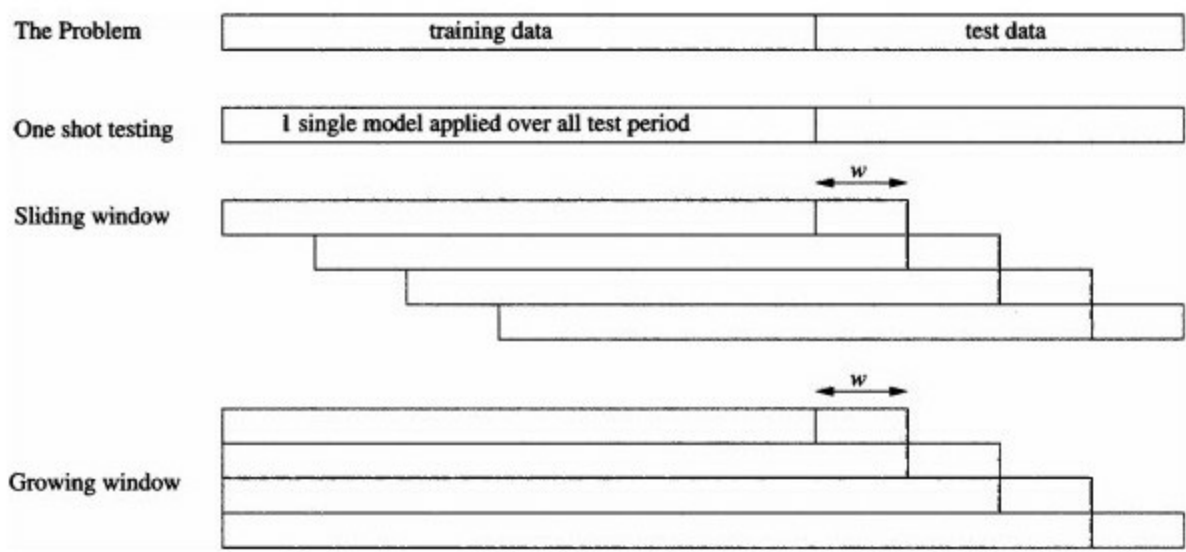 The Problem
training data
test data
One shot testing
1 single model applied over all test period
w
Sliding window
w
Growing window